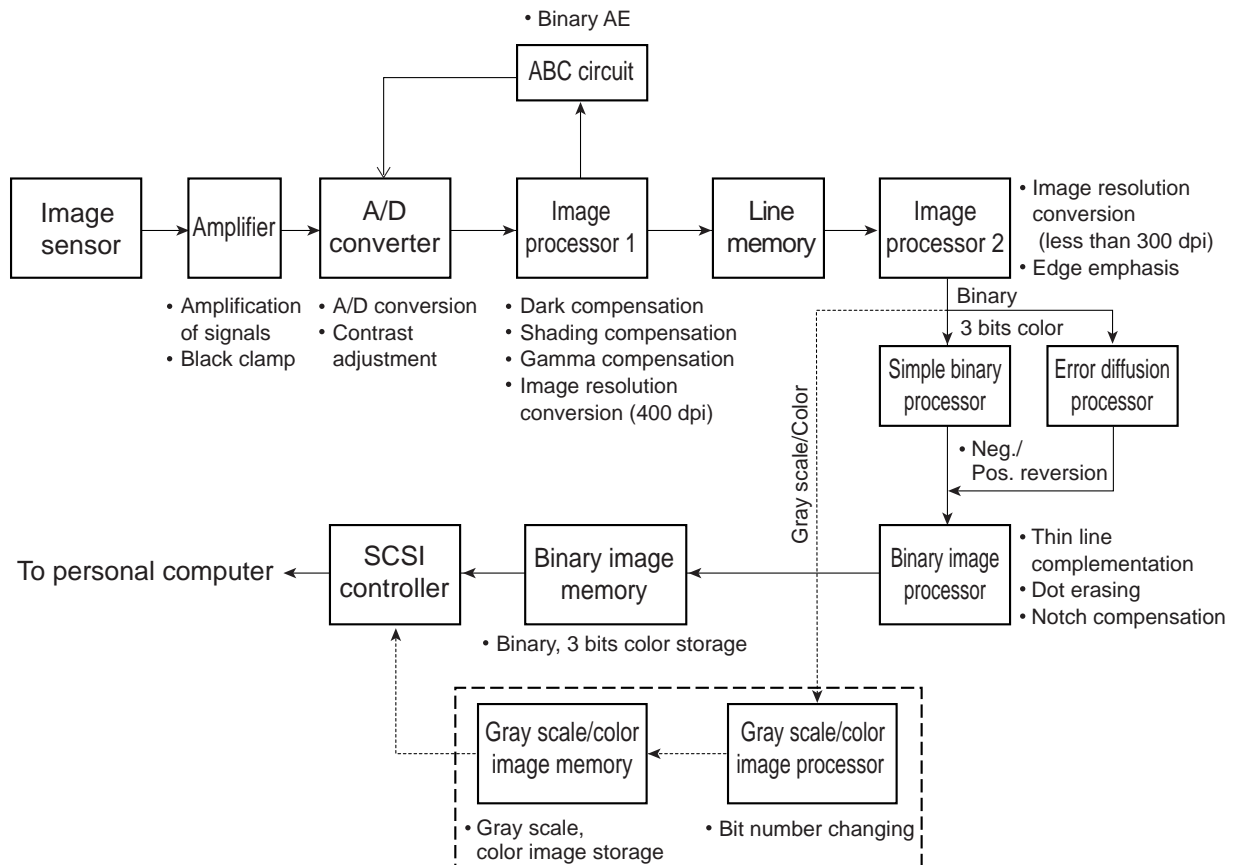 • Binary AE
ABC circuit
Image
sensor
Amplifier
A/D
converter
Image
processor 1
Line
memory
Image
processor 2
• Image resolution
conversion
(less than 300 dpi)
• Edge emphasis
• Amplification
of signals
• Black clamp
• A/D conversion
• Contrast
adjustment
• Dark compensation
• Shading compensation
• Gamma compensation
• Image resolution
conversion (400 dpi)
Binary
3 bits color
Simple binary
processor
Error diffusion
processor
Gray scale/Color
• Neg./
Pos. reversion
To personal computer
SCSI
controller
Binary image
memory
Binary image
processor
• Thin line
complementation
• Dot erasing
• Notch compensation
• Binary, 3 bits color storage
Gray scale/color
image memory
Gray scale/color
image processor
• Gray scale,
color image storage
• Bit number changing